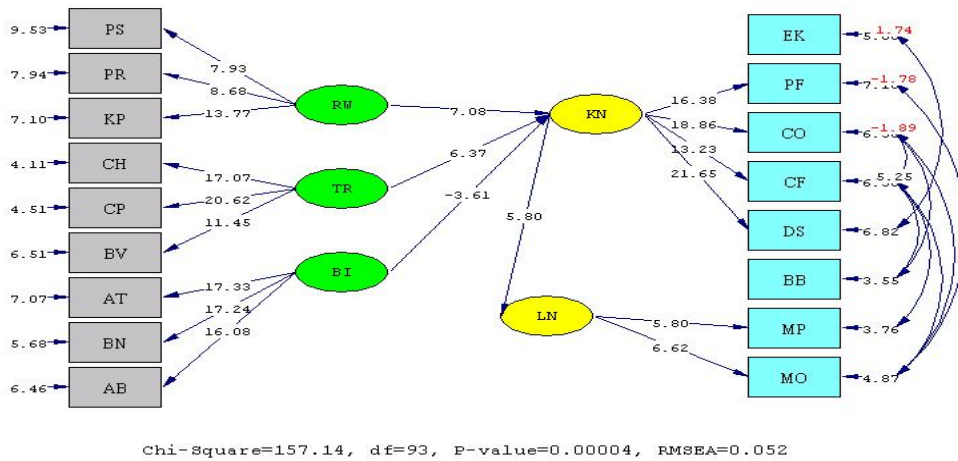 9.53 PS
7.94 PR
7.10 KP
4.11 CH
4.51 CP
6.51 BV
7.07 AT
5.68 BN
6.46 AB
7.93
8.68
13.77
17.07
20.62
11.45
17.33
17.24
16.08
RW
TR
BI
7.08
6.37
-3.61
5.80
KN
LN
16.38
18.86
13.23
21.65
5.80
6.62
EK 1.74
PF -1.78
CO -1.89
CF 5.25
DS 6.82
BB 3.55
MP 3.76
MO 4.87
Chi-Square=157.14, df=93, P-value=0.00004, RMSEA=0.052